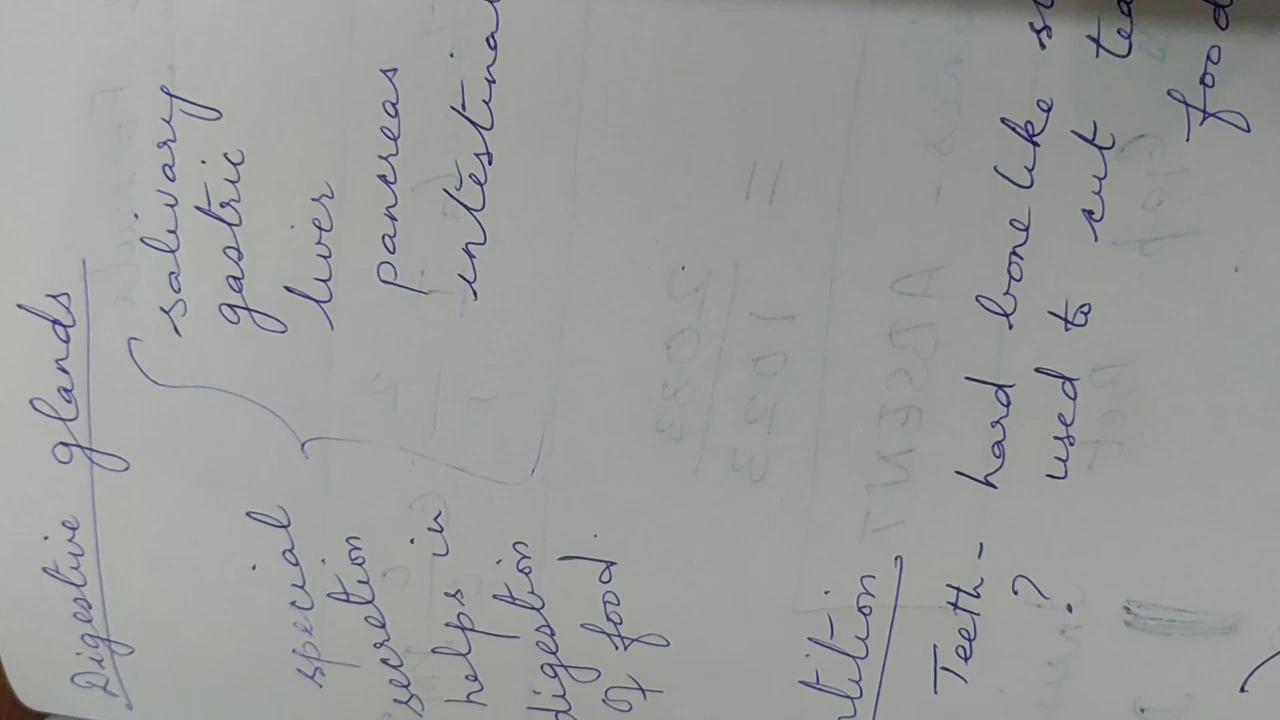 Digestive glands
special
secretion
helps in
digestion
of food.
salivary
gastric
liver
pancreas
intestinal
Teeth - hard bone like
? used to cut
food